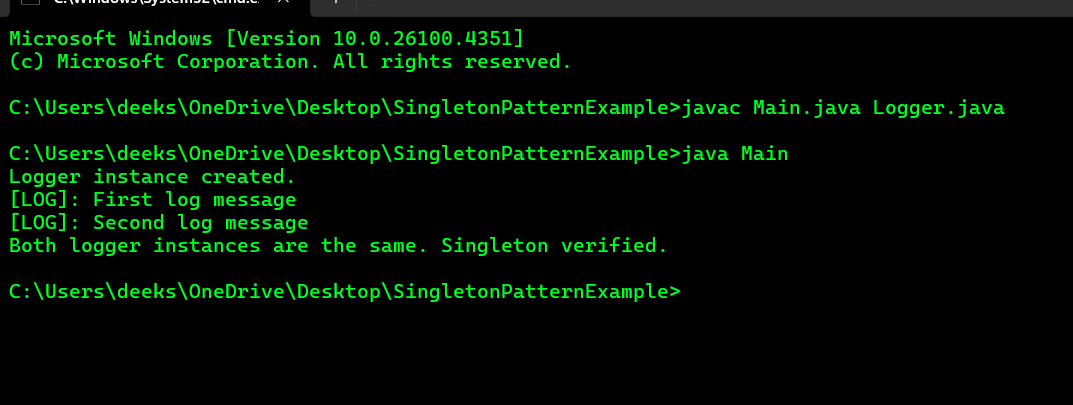 C:\Windows\System32\cmd.e
Microsoft Windows [Version 10.0.26100.4351]
(c) Microsoft Corporation. All rights reserved.
C:\Users\deeks\OneDrive\Desktop\SingletonPatternExample>javac Main.java Logger.java
C:\Users\deeks\OneDrive\Desktop\SingletonPatternExample>java Main
Logger instance created.
[LOG]: First log message
[LOG]: Second log message
Both logger instances are the same. Singleton verified.
C:\Users\deeks\OneDrive\Desktop\SingletonPatternExample>